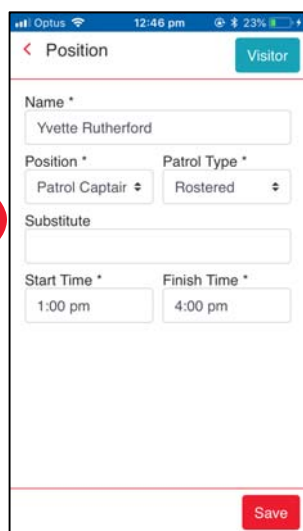 Optus 12:46 pm 23%
Position Visitor
Name *
Yvette Rutherford
Position * Patrol Type *
Patrol Captair Rostered
Substitute
Start Time * Finish Time *
1:00 pm 4:00 pm
Save